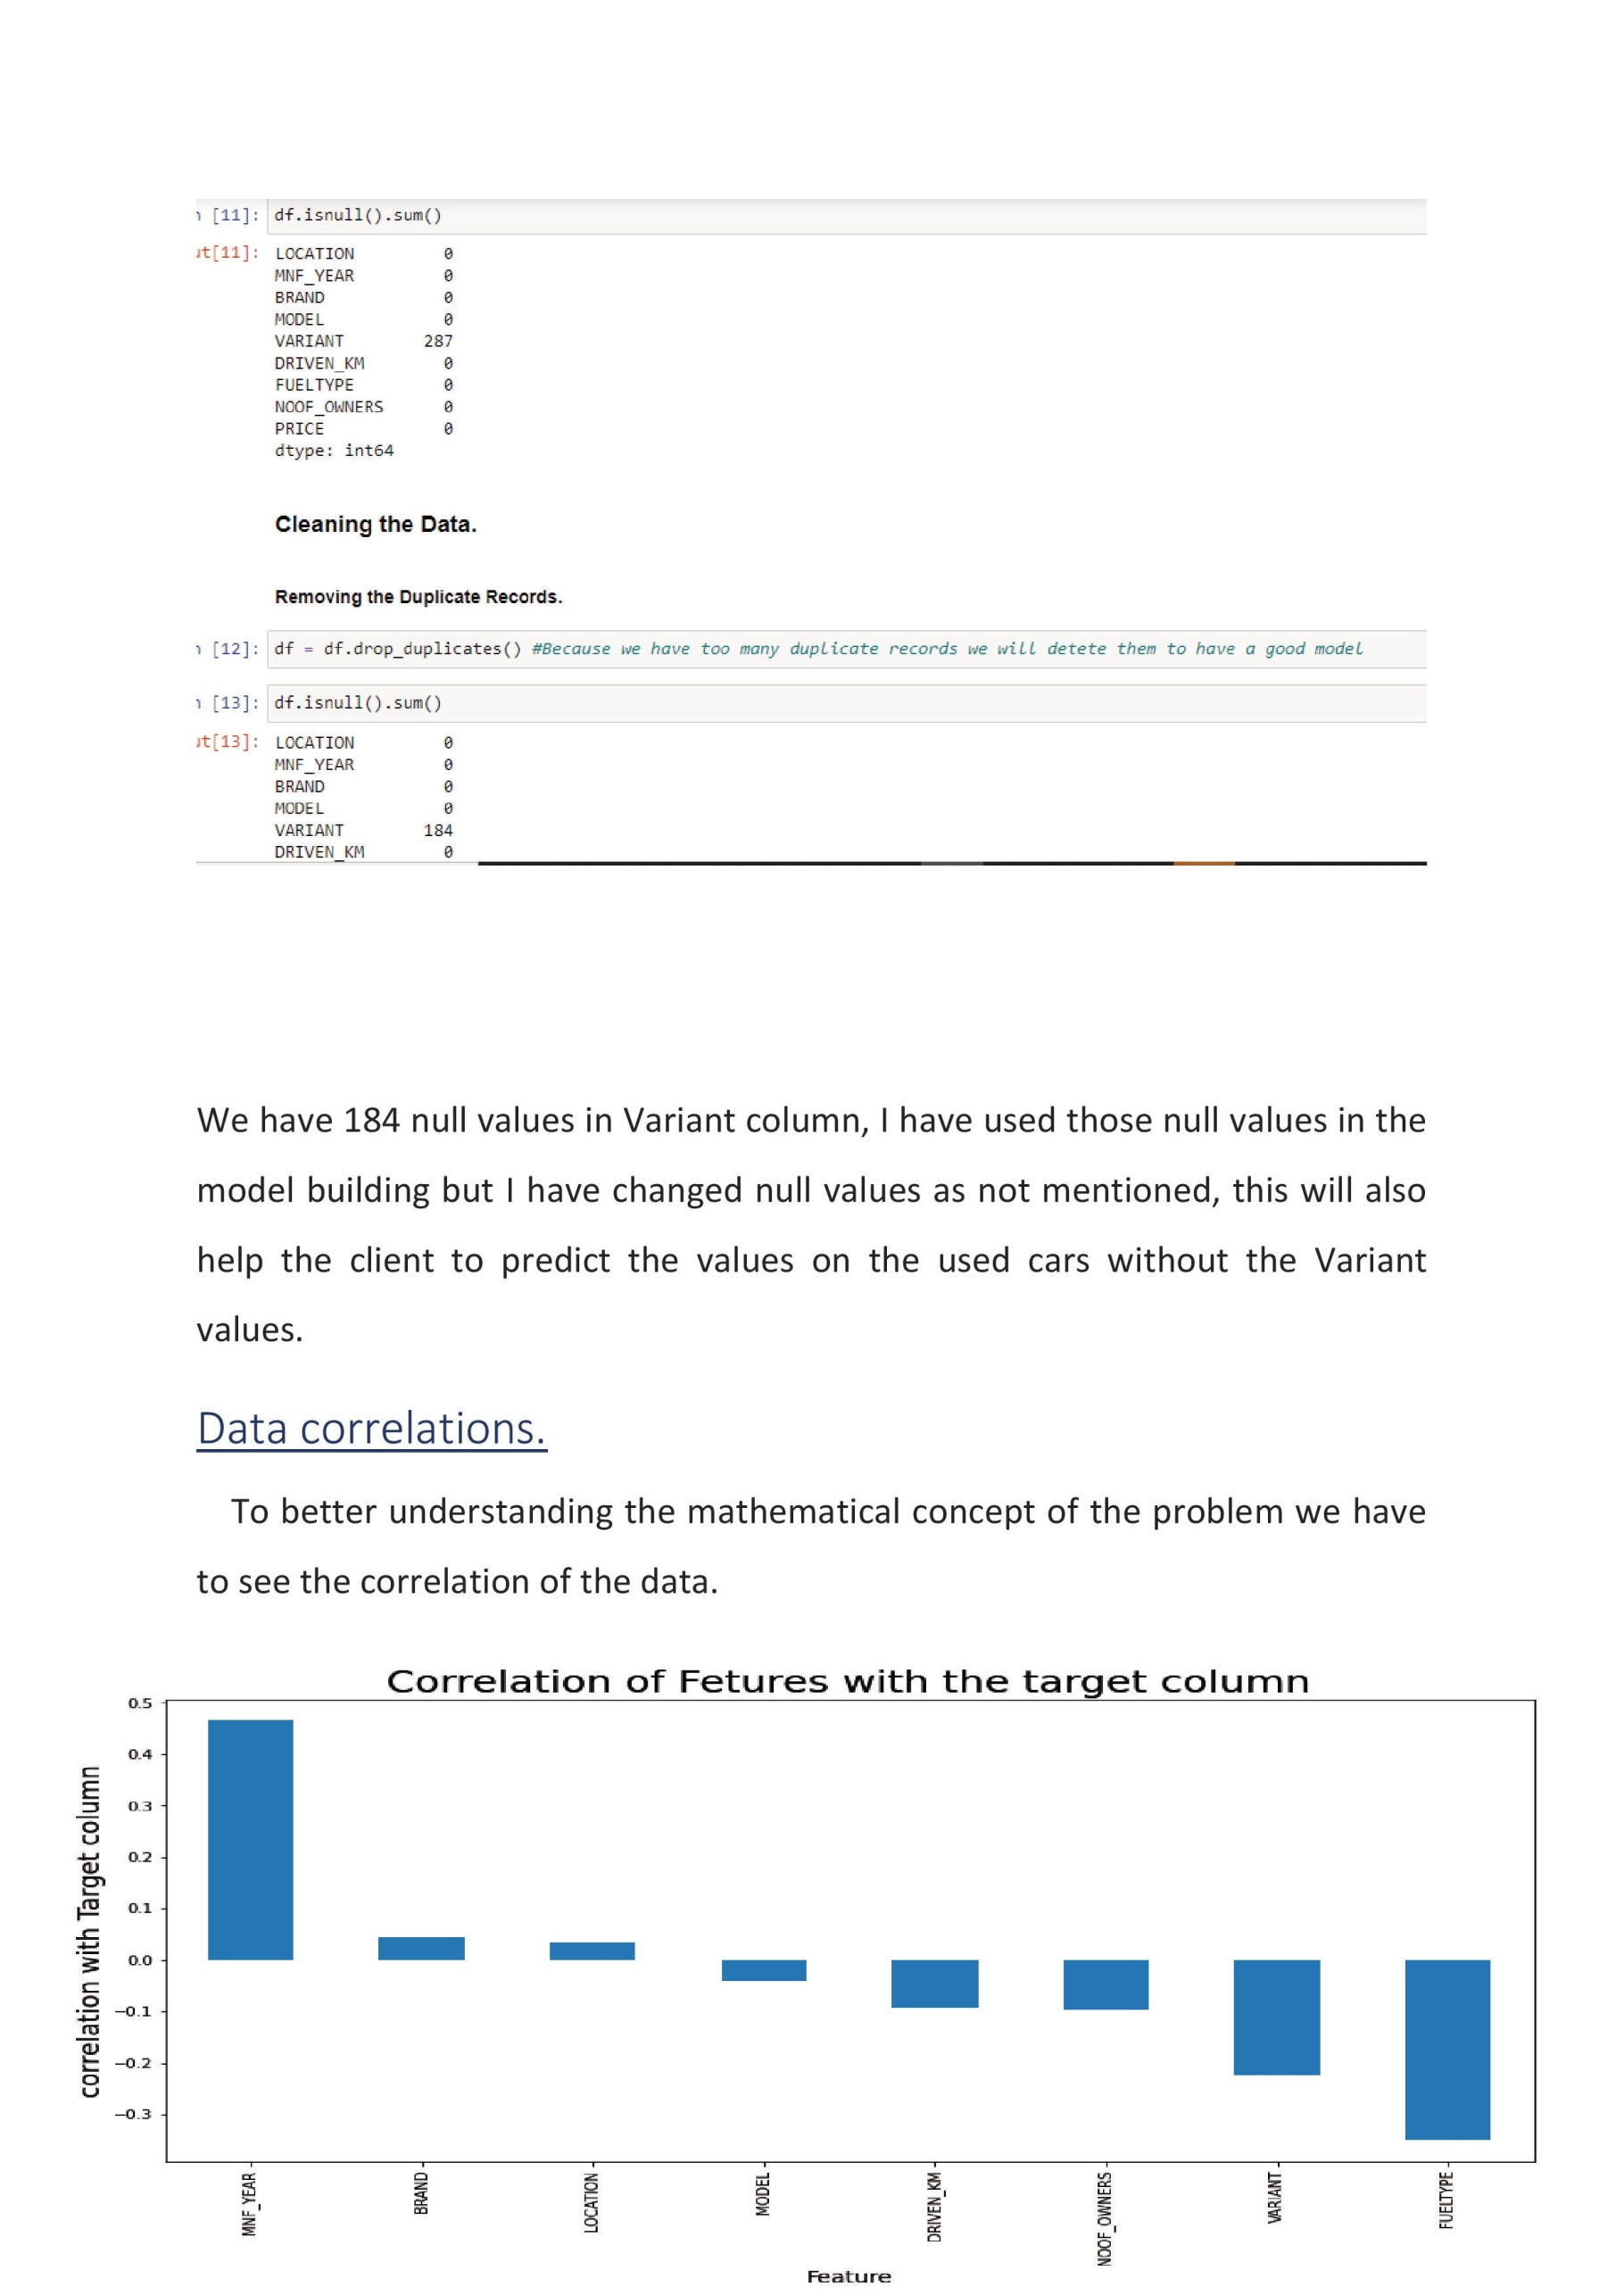 n [11]: df.isnull().sum()
ut[11]: LOCATION 0
MNF_YEAR 0
BRAND 0
MODEL 0
VARIANT 287
DRIVEN_KM 0
FUELTYPE 0
NOOF_OWNERS 0
PRICE 0
dtype: int64
Cleaning the Data.
Removing the Duplicate Records.
n [12]: df = df.drop_duplicates() #Because we have too many duplicate records we will detete them to have a good model
n [13]: df.isnull().sum()
ut[13]: LOCATION 0
MNF_YEAR 0
BRAND 0
MODEL 0
VARIANT 184
DRIVEN_KM 0
We have 184 null values in Variant column, I have used those null values in the
model building but I have changed null values as not mentioned, this will also
help the client to predict the values on the used cars without the Variant
values.
Data correlations.
To better understanding the mathematical concept of the problem we have
to see the correlation of the data.
Correlation of Fetures with the target column
correlation with Target column
0.5
0.4
0.3
0.2
0.1
0.0
−0.1
−0.2
−0.3
MNF_YEAR
BRAND
LOCATION
MODEL
DRIVEN_KM
NOOF_OWNERS
VARIANT
FUELTYPE
Feature